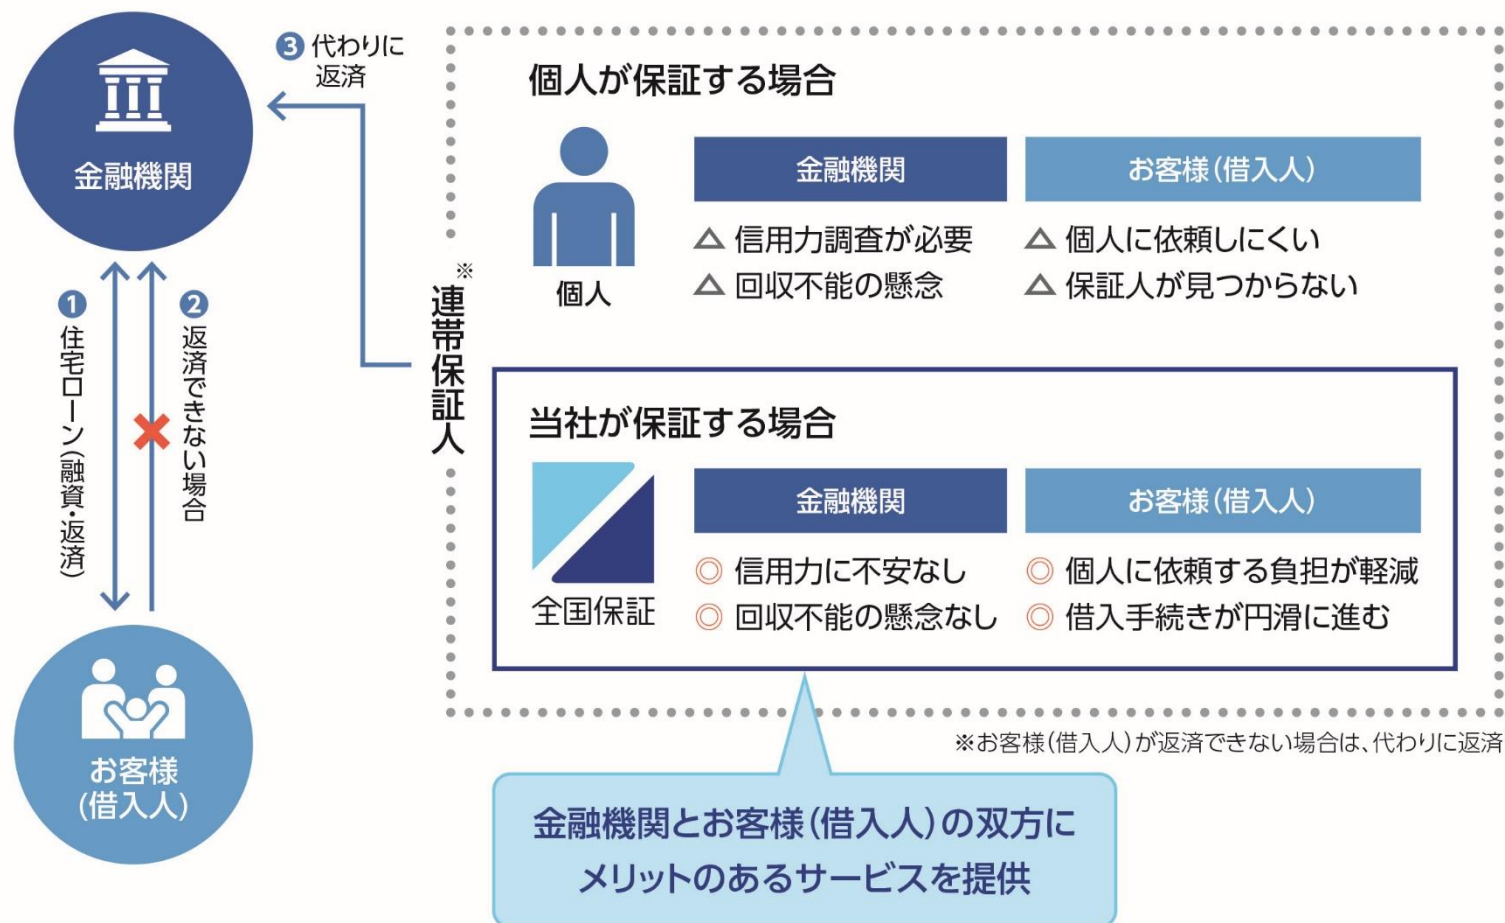 金融機関
❸ 代わりに
返済
❶ 住宅ローン(融資・返済)
❷ 返済できない場合
お客様
(借入人)
※
連帯保証人
個人が保証する場合
個人
金融機関
お客様(借入人)
△ 信用力調査が必要
△ 個人に依頼しにくい
△ 回収不能の懸念
△ 保証人が見つからない
当社が保証する場合
全国保証
金融機関
お客様(借入人)
◎ 信用力に不安なし
◎ 個人に依頼する負担が軽減
◎ 回収不能の懸念なし
◎ 借入手続きが円滑に進む
※お客様(借入人)が返済できない場合は、代わりに返済
金融機関とお客様(借入人)の双方に
メリットのあるサービスを提供